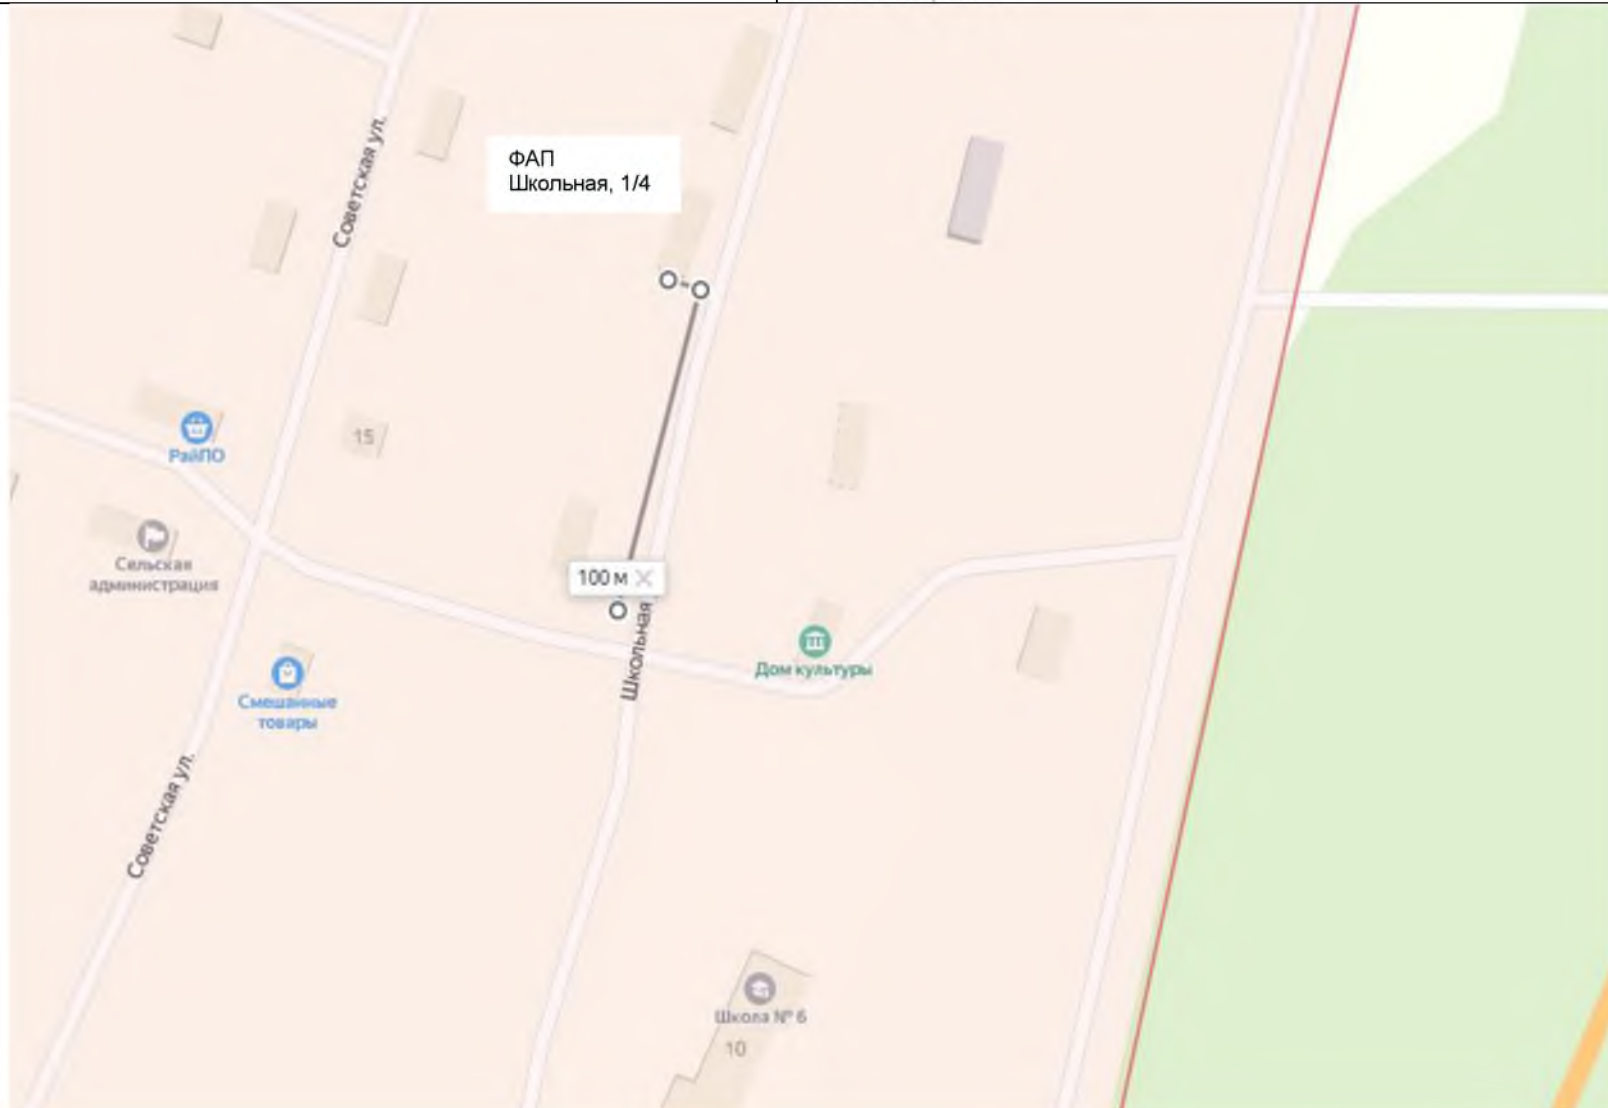 ФАП
Школьная, 1/4
Советская ул.
РайПО
15
Сельская
администрация
100 м
Школьная
Дом культуры
Смешанные
товары
Советская ул.
Школа № 6
10